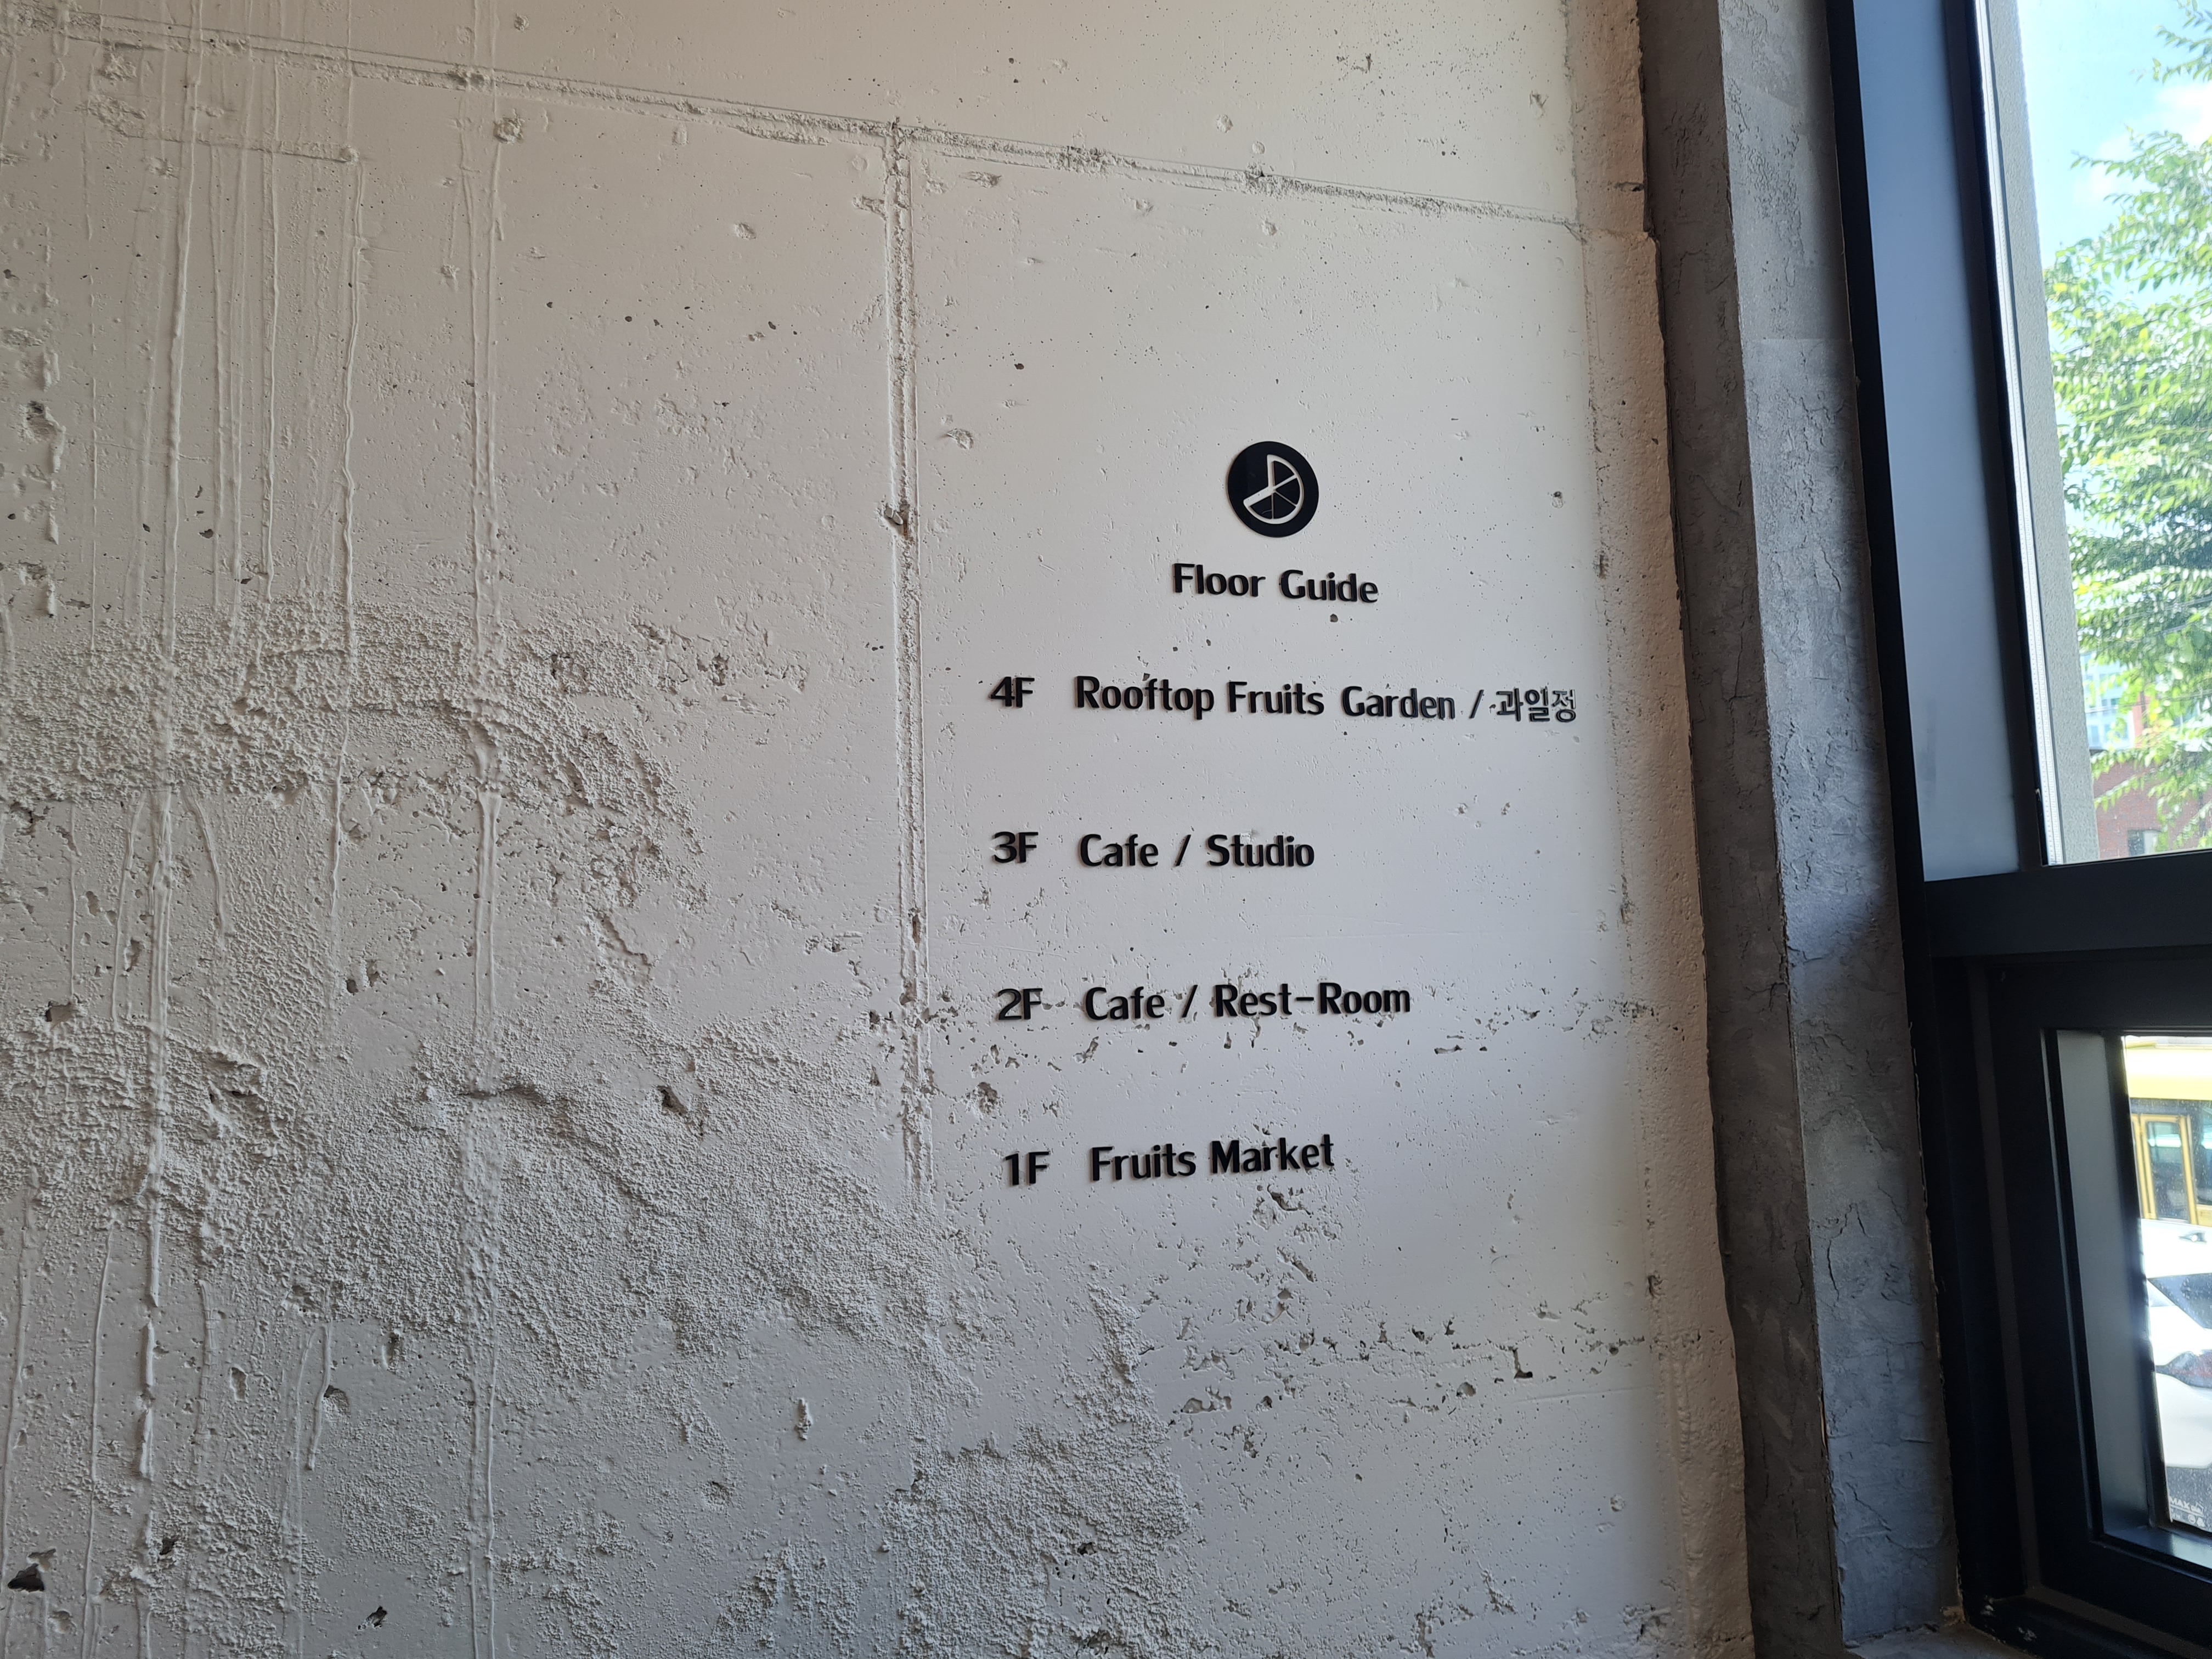 Floor Guide
4F Rooftop Fruits Garden / 과일정
3F Cafe / Studio
2F Cafe / Rest-Room
1F Fruits Market